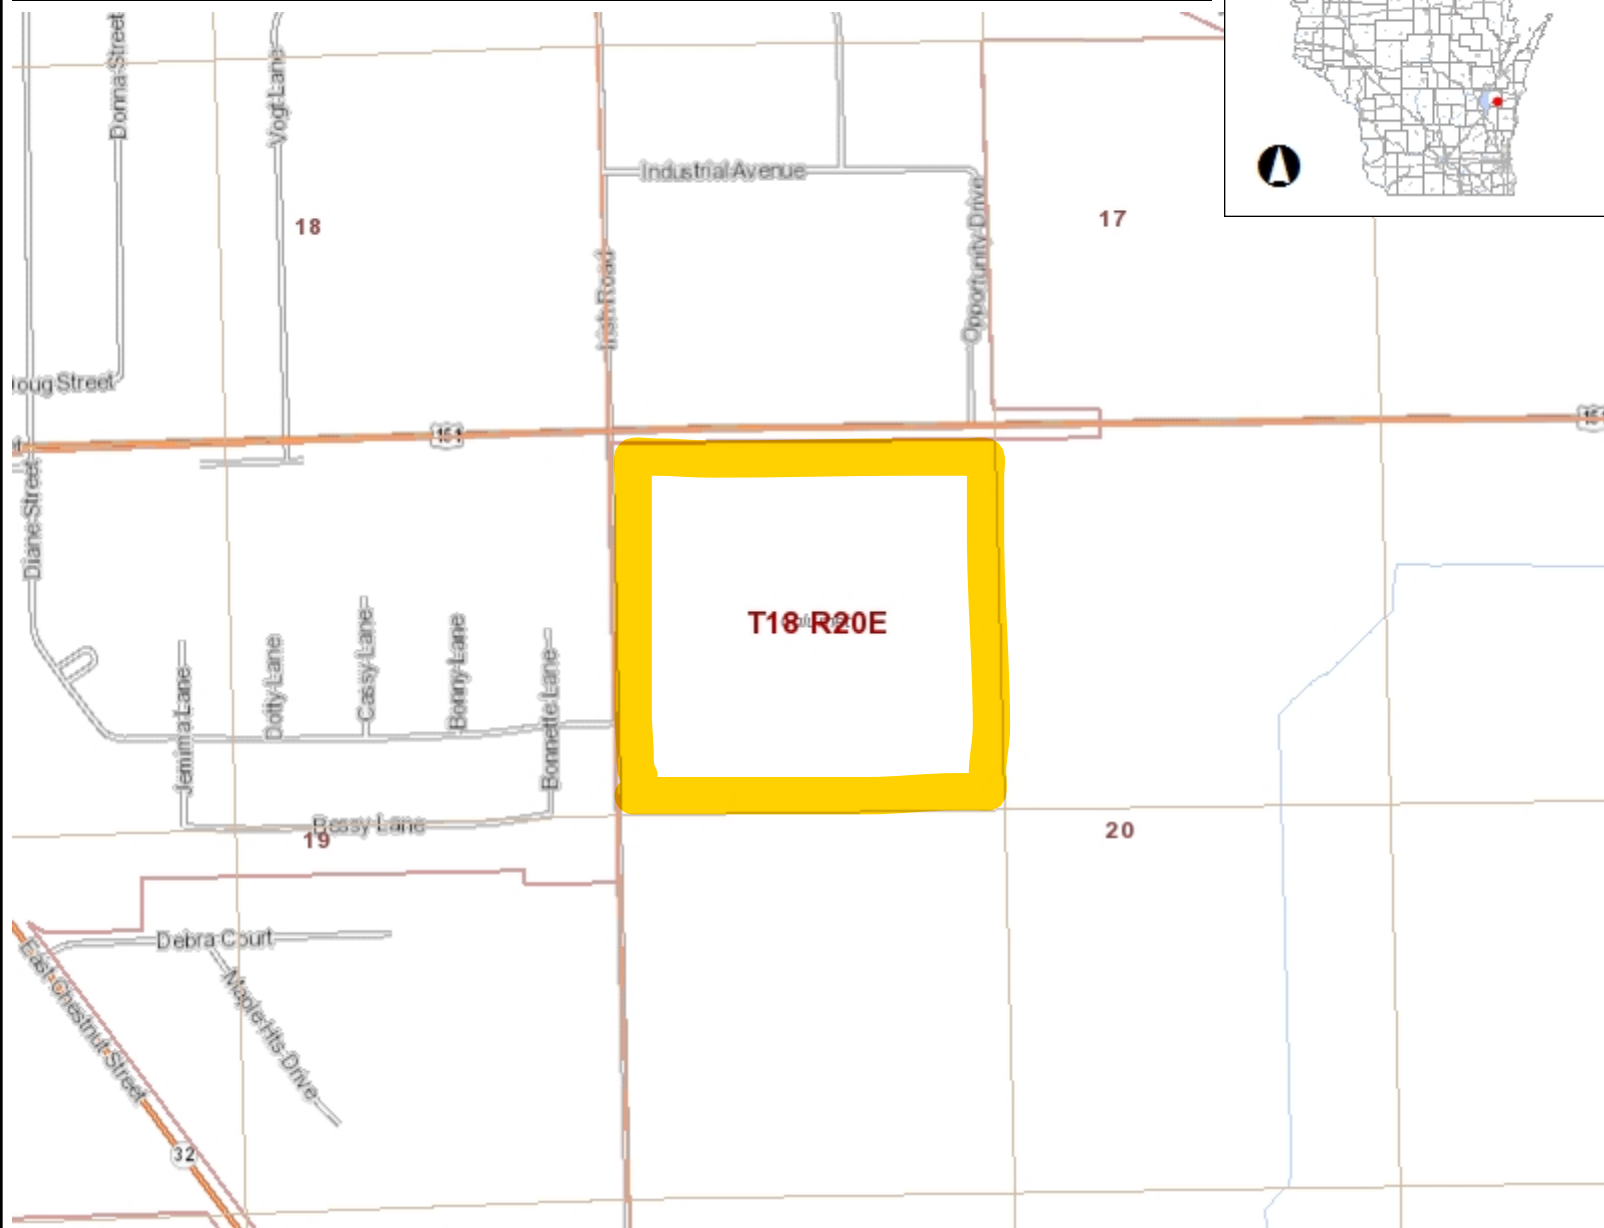 Donna Street
Vogt Lane
Industrial Avenue
18
17
Irish Road
Opportunity Drive
oug Street
151
151
Diane Street
T18 R20E
Jemima Lane
Dotty Lane
Cassy Lane
Bonny Lane
Bonnette Lane
Bessy Lane
19
20
Debra Court
East Chestnut Street
Maple Hts Drive
32